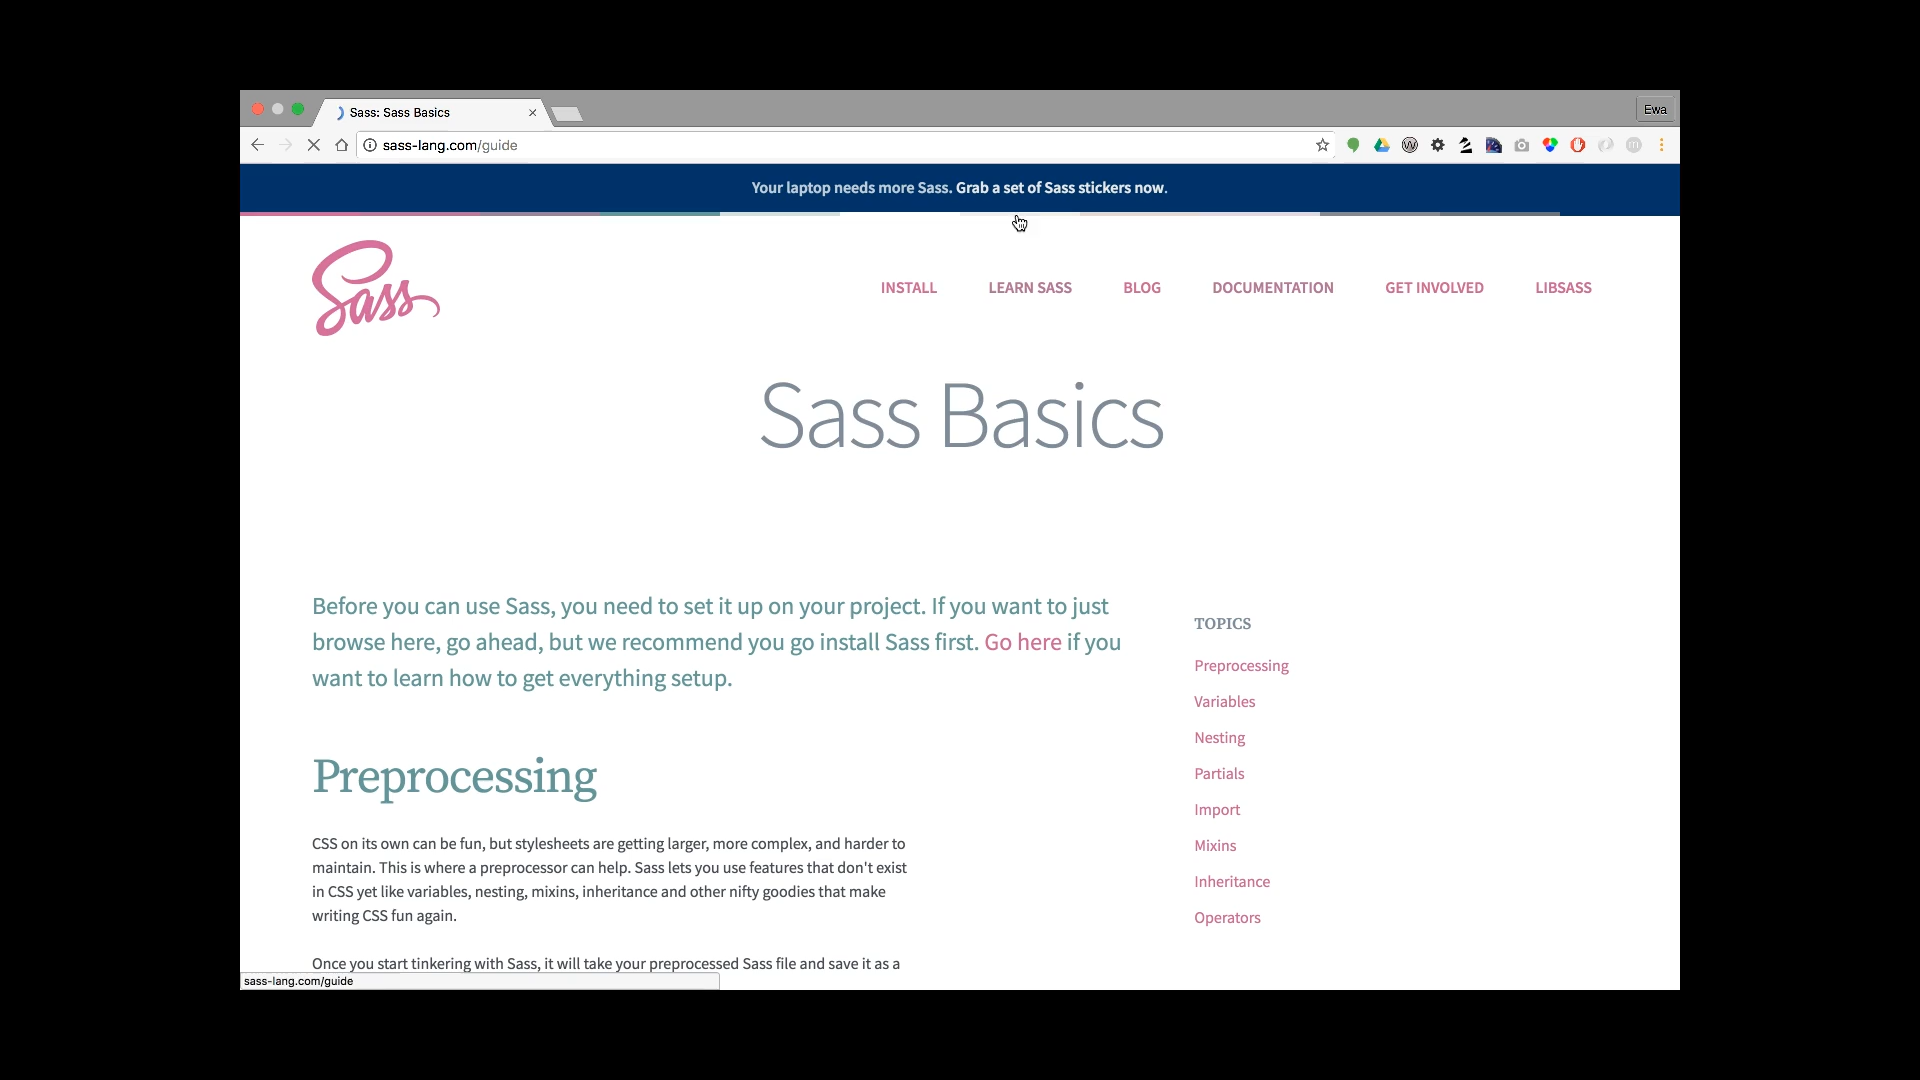 Sass: Sass Basics
Ewa
sass-lang.com/guide
Your laptop needs more Sass. Grab a set of Sass stickers now.
Sass
INSTALL LEARN SASS BLOG DOCUMENTATION GET INVOLVED LIBSASS
Sass Basics
Before you can use Sass, you need to set it up on your project. If you want to just
browse here, go ahead, but we recommend you go install Sass first. Go here if you
want to learn how to get everything setup.
Preprocessing
CSS on its own can be fun, but stylesheets are getting larger, more complex, and harder to
maintain. This is where a preprocessor can help. Sass lets you use features that don't exist
in CSS yet like variables, nesting, mixins, inheritance and other nifty goodies that make
writing CSS fun again.
Once you start tinkering with Sass, it will take your preprocessed Sass file and save it as a
TOPICS
Preprocessing
Variables
Nesting
Partials
Import
Mixins
Inheritance
Operators
sass-lang.com/guide